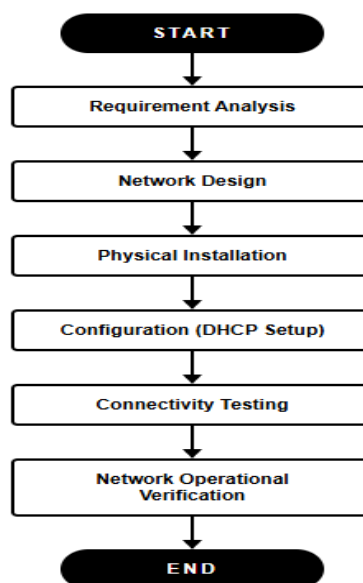 START
Requirement Analysis
Network Design
Physical Installation
Configuration (DHCP Setup)
Connectivity Testing
Network Operational
Verification
END